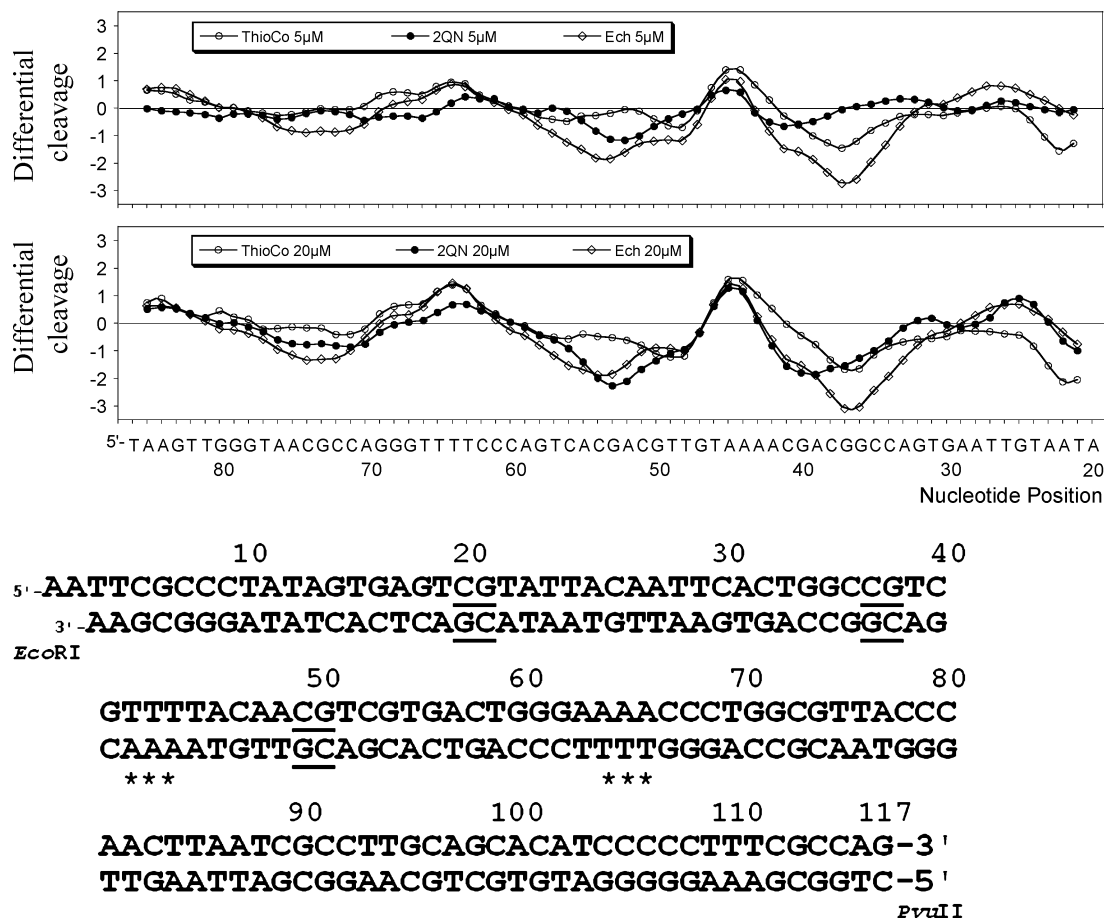 3
2
1
0
-1
-2
-3
Differential cleavage
ThioCo 5µM 2QN 5µM Ech 5µM
3
2
1
0
-1
-2
-3
Differential cleavage
ThioCo 20µM 2QN 20µM Ech 20µM
5'-TAAGTTGGGTAACGCCAGGGTTTTCCCAGTCACGACGTTGTAAAACGACGGCCAGTGAATTGTAATA
80 70 60 50 40 30 20
Nucleotide Position
10 20 30 40
5'-AATTCGCCCTATAGTGAGTCGTATTACAATTCACTGGCCGTC
3'-AAGCGGGATATCACTCAGCATAATGTTAAGTGACCGGCAG
EcoRI
50 60 70 80
GTTTTACAACGTCGTGACTGGGAAAACCCTGGCGTTACCC
CAAAATGTTGCAGCACTGACCCTTTTGGGACCGCAATGGG
*** ***
90 100 110 117
AACTTAATCGCCTTGCAGCACATCCCCCTTTCGCCAG-3'
TTGAATTAGCGGAACGTCGTGTAGGGGGAAAGCGGTC-5'
PvuII